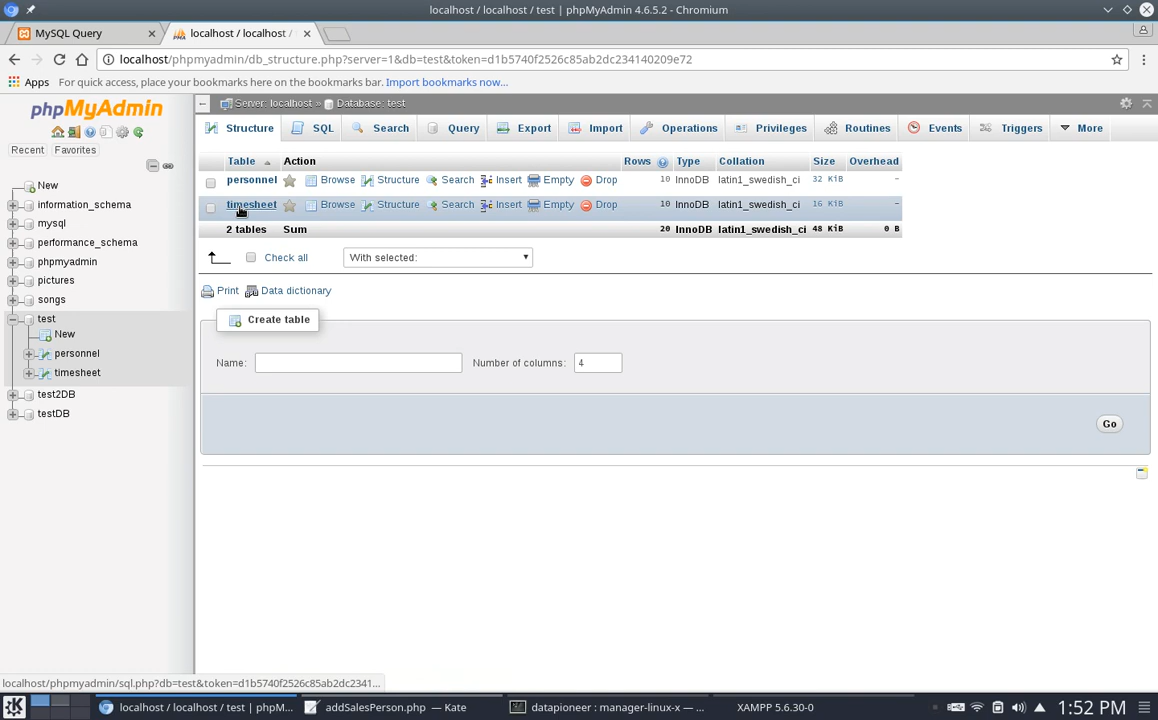 localhost / localhost / test | phpMyAdmin 4.6.5.2 - Chromium
MySQL Query
localhost / localhost /
localhost/phpmyadmin/db_structure.php?server=1&db=test&token=d1b5740f2526c85ab2dc234140209e72
Apps For quick access, place your bookmarks here on the bookmarks bar. Import bookmarks now...
phpMyAdmin
Recent Favorites
New
information_schema
mysql
performance_schema
phpmyadmin
pictures
songs
test
New
personnel
timesheet
test2DB
testDB
Server: localhost » Database: test
Structure SQL Search Query Export Import Operations Privileges Routines Events Triggers More
Table Action Rows Type Collation Size Overhead
personnel Browse Structure Search Insert Empty Drop 10 InnoDB latin1_swedish_ci 32 KiB –
timesheet Browse Structure Search Insert Empty Drop 10 InnoDB latin1_swedish_ci 16 KiB –
2 tables Sum 20 InnoDB latin1_swedish_ci 48 KiB 0 B
Check all With selected:
Print Data dictionary
Create table
Name: Number of columns: 4
Go
localhost/phpmyadmin/sql.php?db=test&token=d1b5740f2526c85ab2dc2341...
localhost / localhost / test | phpM... addSalesPerson.php — Kate datapioneer : manager-linux-x — ... XAMPP 5.6.30-0 1:52 PM